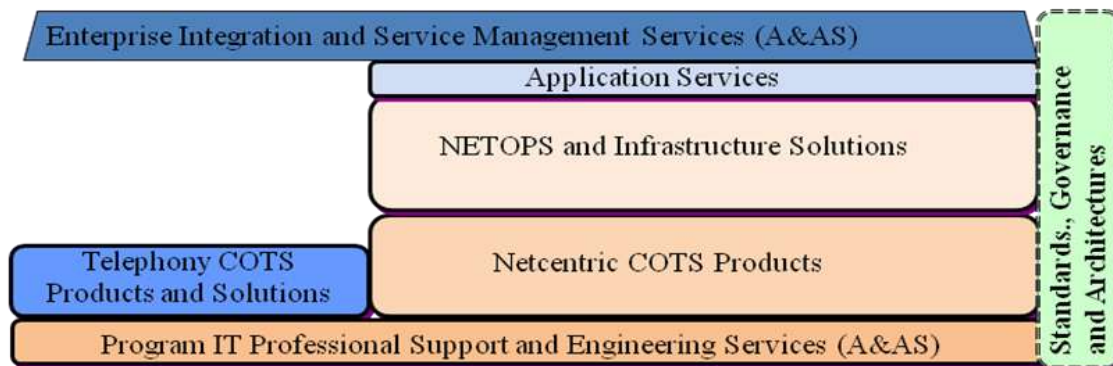 Enterprise Integration and Service Management Services (A&AS)
Application Services
NETOPS and Infrastructure Solutions
Telephony COTS
Products and Solutions
Netcentric COTS Products
Program IT Professional Support and Engineering Services (A&AS)
Standards., Governance
and Architectures